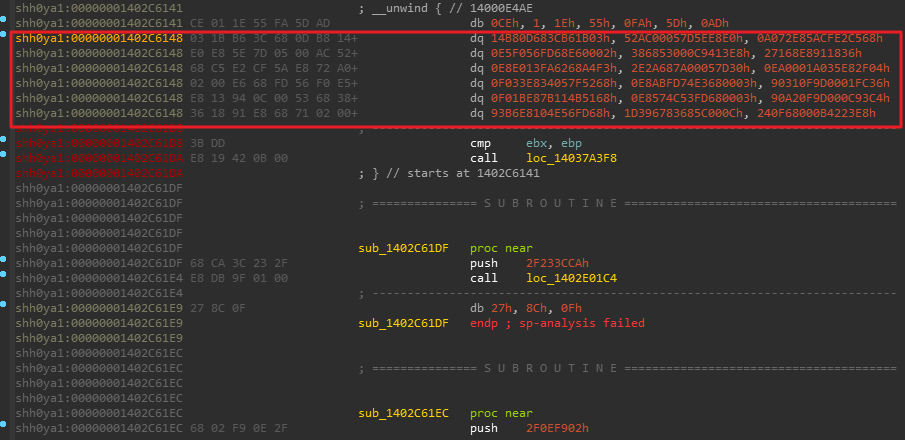 shh0ya1:00000001402C6141 ; __unwind { // 14000E4AE
shh0ya1:00000001402C6141 CE 01 1E 55 FA 5D AD db 0CEh, 1, 1Eh, 55h, 0FAh, 5Dh, 0ADh
shh0ya1:00000001402C6148 03 1B B6 3C 68 0D B8 14+ dq 14B80D683CB61B03h, 52AC00057D5EE8E0h, 0A072E85ACFE2C568h
shh0ya1:00000001402C6148 E0 E8 5E 7D 05 00 AC 52+ dq 0E5F056FD68E60002h, 386853000C9413E8h, 27168E8911836h
shh0ya1:00000001402C6148 68 C5 E2 CF 5A E8 72 A0+ dq 0E8E013FA6268A4F3h, 2E2A687A00057D30h, 0EA0001A035E82F04h
shh0ya1:00000001402C6148 02 00 E6 68 FD 56 F0 E5+ dq 0F033E834057F5268h, 0E8ABFD74E3680003h, 90310F9D0001FC36h
shh0ya1:00000001402C6148 E8 13 94 0C 00 53 68 38+ dq 0F01BE87B114B5168h, 0E8574C53FD680003h, 90A20F9D000C93C4h
shh0ya1:00000001402C6148 36 18 91 E8 68 71 02 00+ dq 93B6E8104E56FD68h, 1D396783685C000Ch, 240F68000B4223E8h
3B DD cmp ebx, ebp
E8 19 42 0B 00 call loc_14037A3F8
; } // starts at 1402C6141
shh0ya1:00000001402C61DF
shh0ya1:00000001402C61DF ; =============== S U B R O U T I N E =======================================
shh0ya1:00000001402C61DF
shh0ya1:00000001402C61DF
shh0ya1:00000001402C61DF sub_1402C61DF proc near
shh0ya1:00000001402C61DF 68 CA 3C 23 2F push 2F233CCAh
shh0ya1:00000001402C61E4 E8 DB 9F 01 00 call loc_1402E01C4
shh0ya1:00000001402C61E4 ; ---------------------------------------------------------------------------
shh0ya1:00000001402C61E9 27 8C 0F db 27h, 8Ch, 0Fh
shh0ya1:00000001402C61E9 sub_1402C61DF endp ; sp-analysis failed
shh0ya1:00000001402C61E9
shh0ya1:00000001402C61EC
shh0ya1:00000001402C61EC ; =============== S U B R O U T I N E =======================================
shh0ya1:00000001402C61EC
shh0ya1:00000001402C61EC
shh0ya1:00000001402C61EC sub_1402C61EC proc near
shh0ya1:00000001402C61EC 68 02 F9 0E 2F push 2F0EF902h